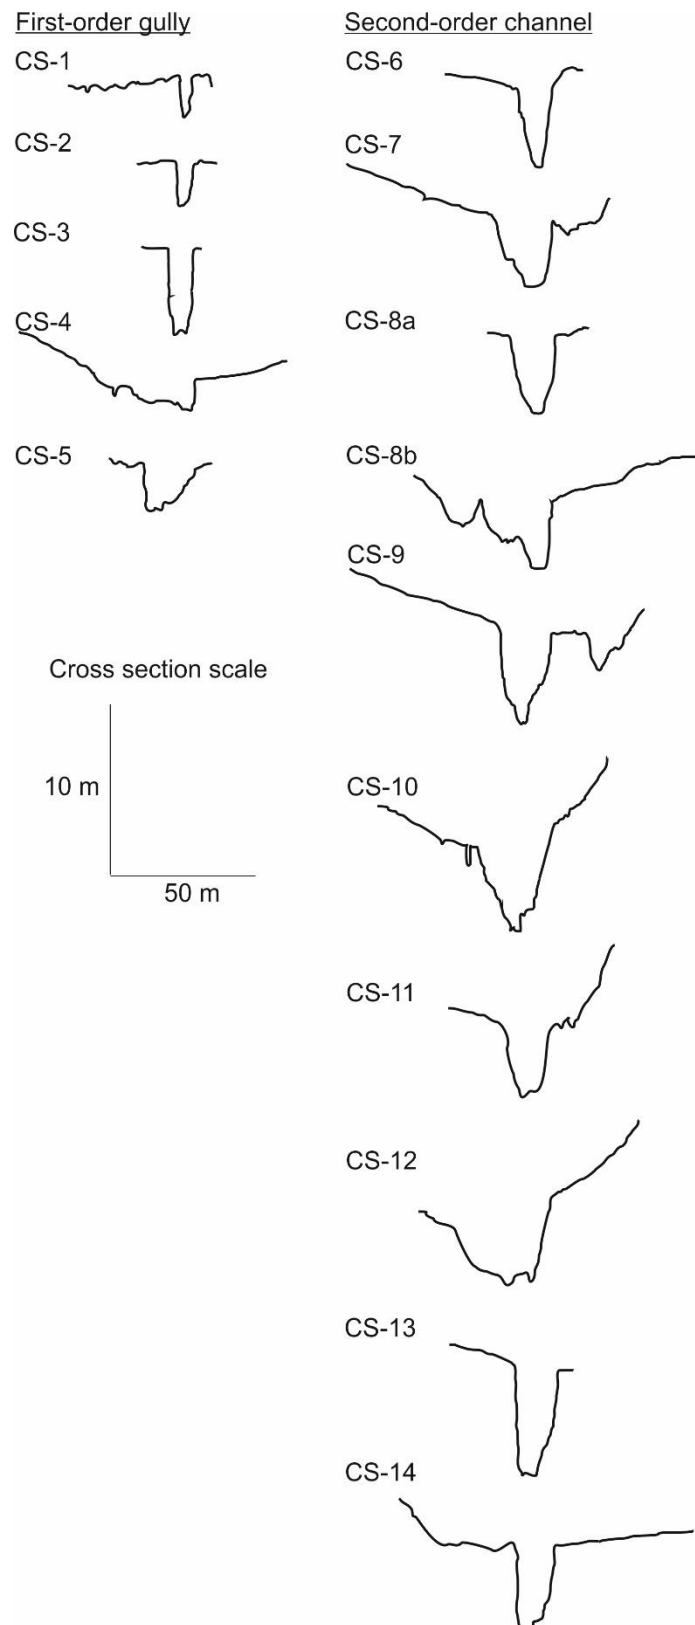 First-order gully
CS-1
CS-2
CS-3
CS-4
CS-5
Cross section scale
10 m
50 m
Second-order channel
CS-6
CS-7
CS-8a
CS-8b
CS-9
CS-10
CS-11
CS-12
CS-13
CS-14